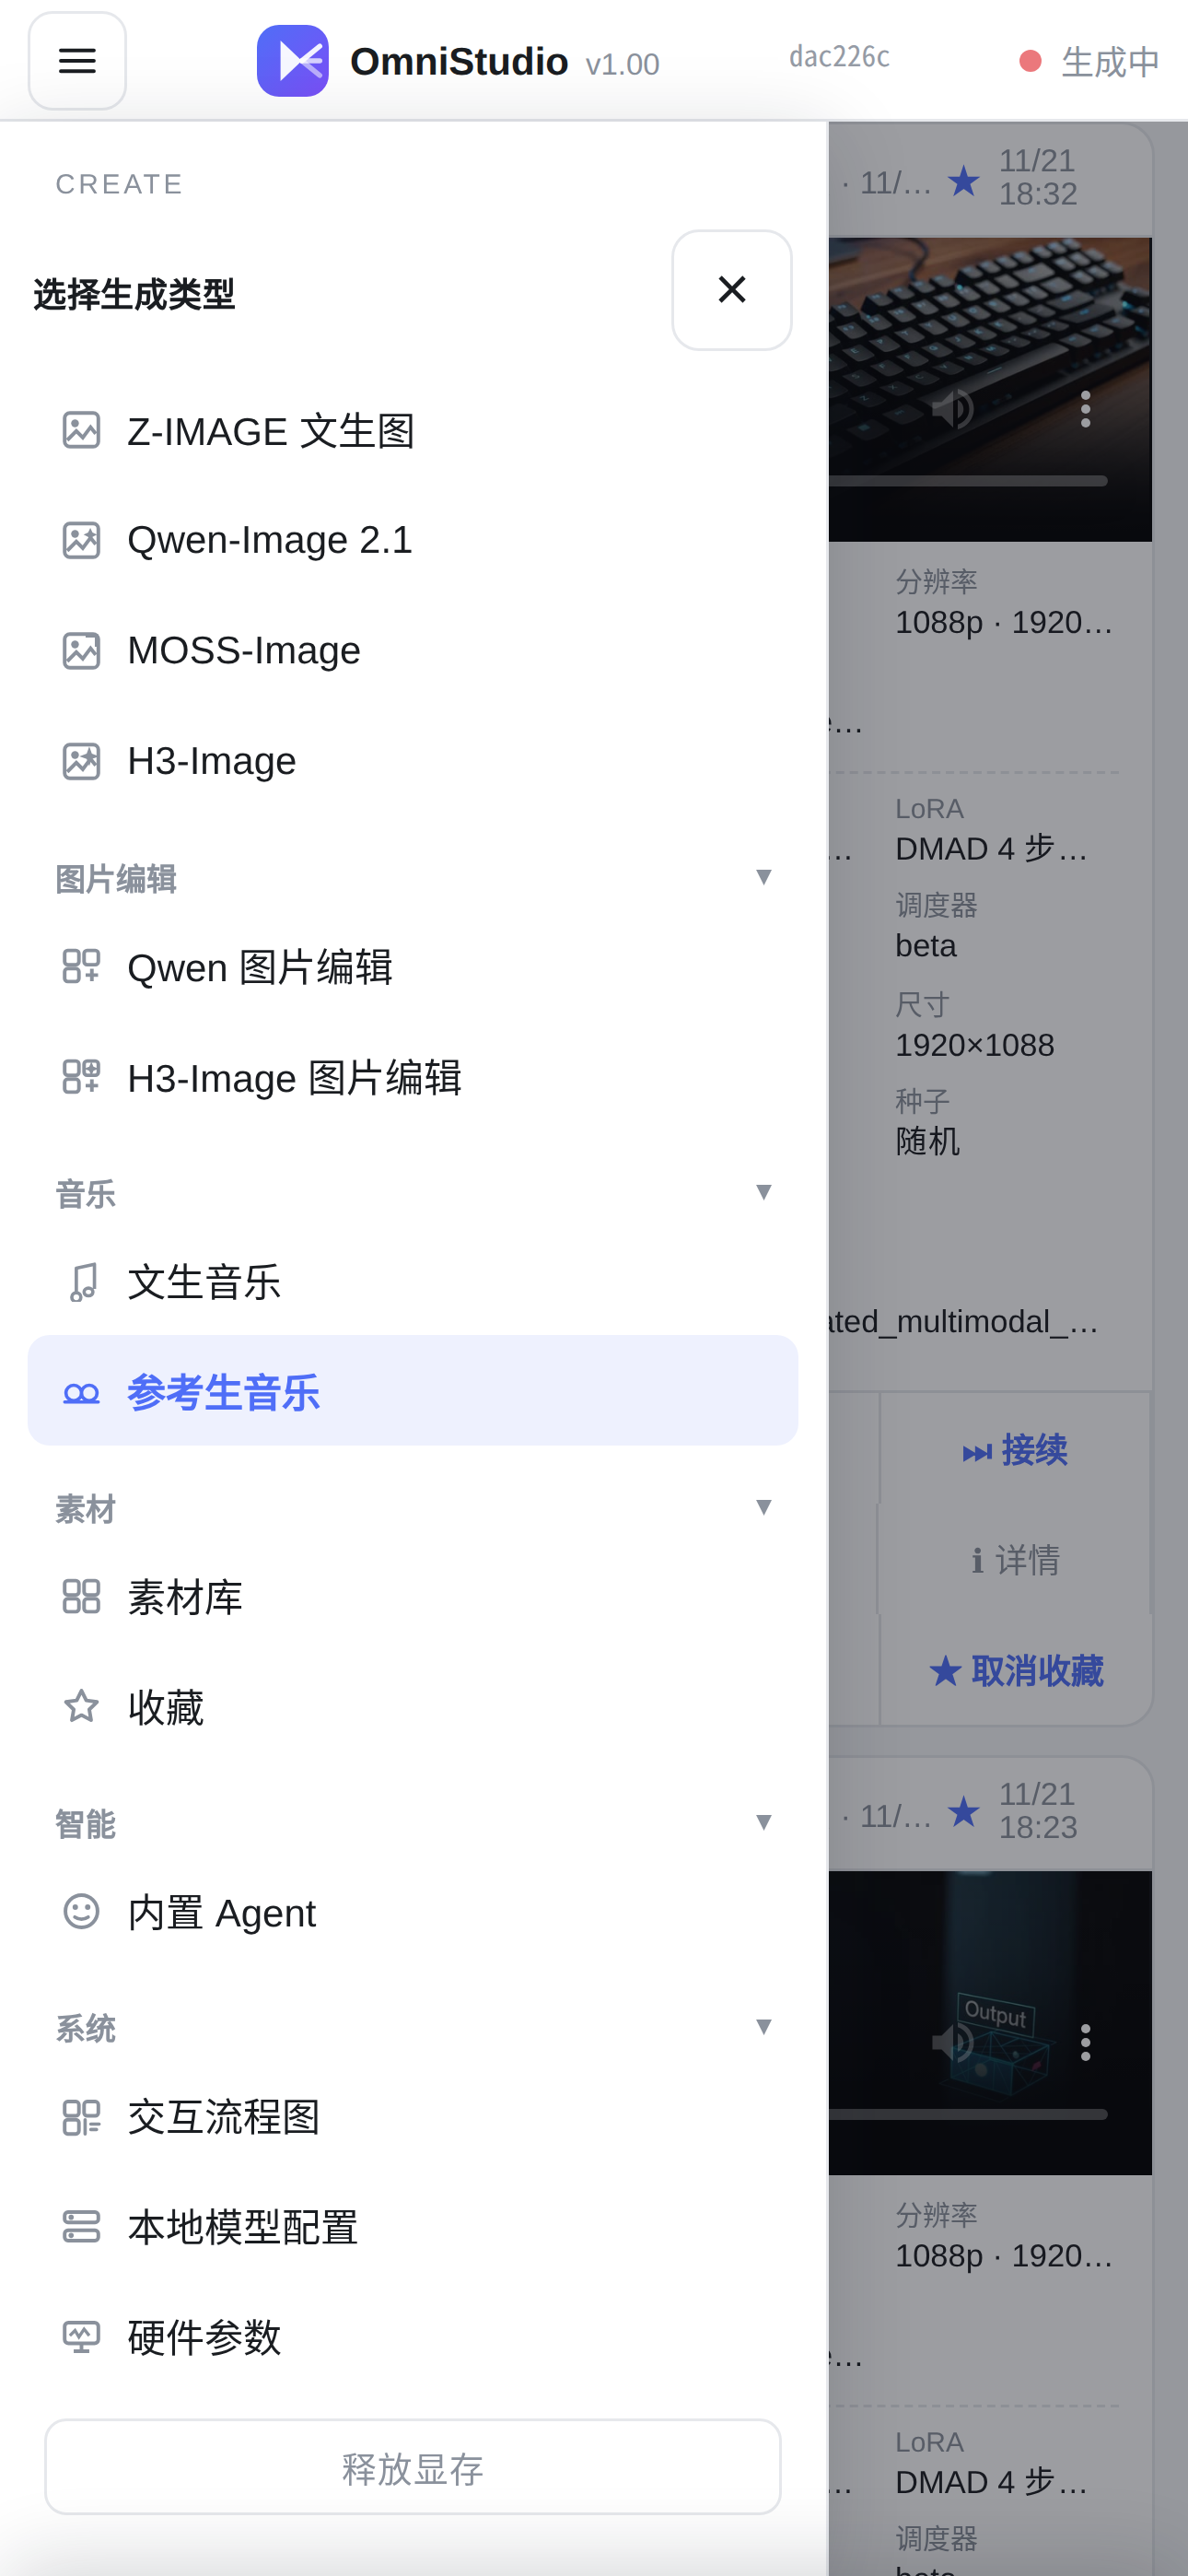 OmniStudio v1.00 dac226c 生成中
CREATE
选择生成类型
Z-IMAGE 文生图
Qwen-Image 2.1
MOSS-Image
H3-Image
图片编辑
Qwen 图片编辑
H3-Image 图片编辑
音乐
文生音乐
参考生音乐
素材
素材库
收藏
智能
内置 Agent
系统
交互流程图
本地模型配置
硬件参数
释放显存
· 11/… ★ 11/21
18:32
分辨率
1088p · 1920…
e…
LoRA
… DMAD 4 步…
调度器
beta
尺寸
1920×1088
种子
随机
ated_multimodal_…
接续
详情
★ 取消收藏
· 11/… ★ 11/21
18:23
Output
分辨率
1088p · 1920…
e…
LoRA
… DMAD 4 步…
调度器